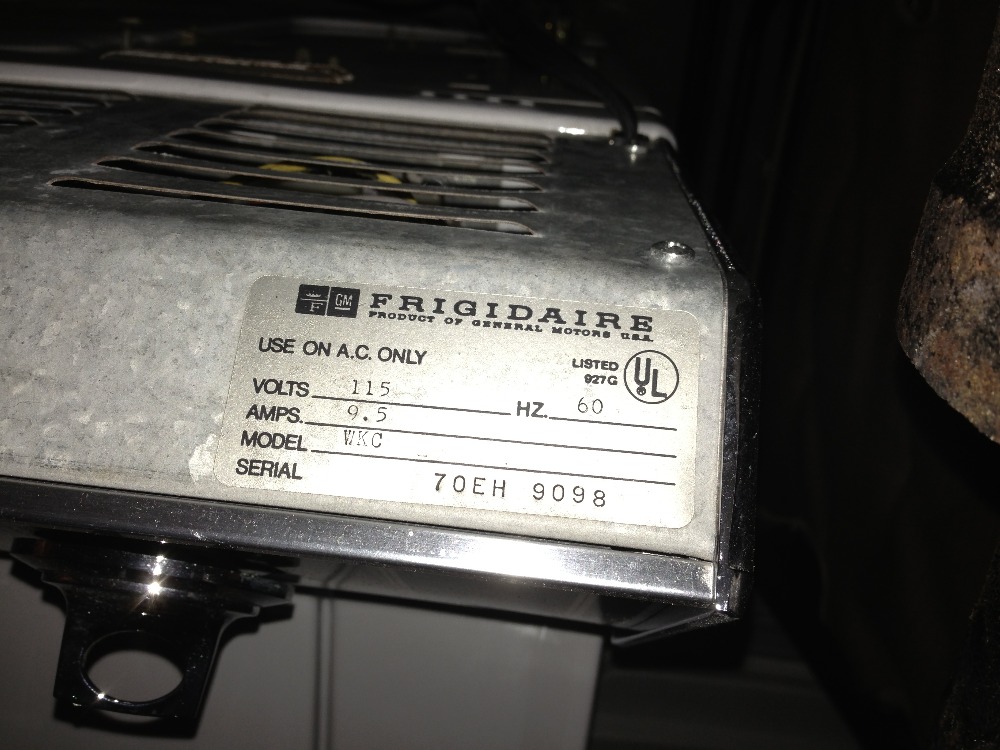 F GM FRIGIDAIRE
PRODUCT OF GENERAL MOTORS U.S.A.
USE ON A.C. ONLY
LISTED
927G
UL
VOLTS 115 HZ. 60
AMPS. 9.5
MODEL WKC
SERIAL 70EH 9098